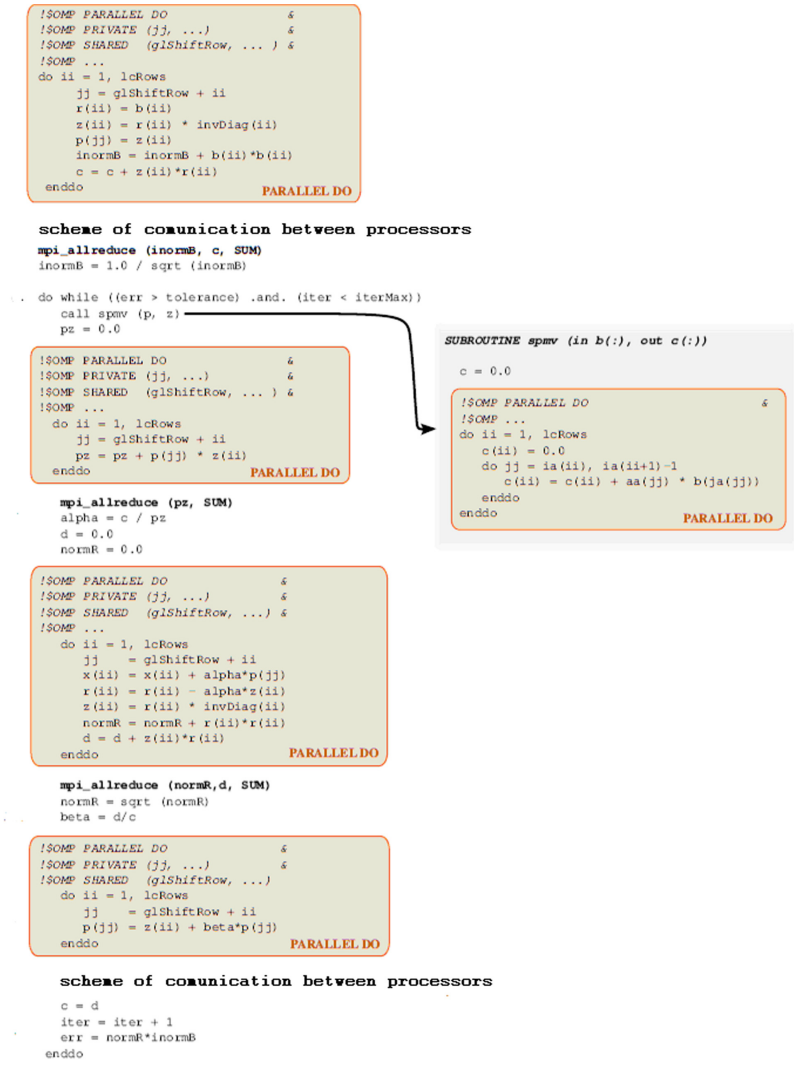 !$OMP PARALLEL DO &
!$OMP PRIVATE (jj, ...) &
!$OMP SHARED (glShiftRow, ... ) &
!$OMP ...
do ii = 1, lcRows
jj = glShiftRow + ii
r(ii) = b(ii)
z(ii) = r(ii) * invDiag(ii)
p(jj) = z(ii)
inormB = inormB + b(ii)*b(ii)
c = c + z(ii)*r(ii)
enddo
PARALLEL DO
scheme of comunication between processors
mpi_allreduce (inormB, c, SUM)
inormB = 1.0 / sqrt (inormB)
do while ((err > tolerance) .and. (iter < iterMax))
call spmv (p, z)
pz = 0.0
!$OMP PARALLEL DO &
!$OMP PRIVATE (jj, ...) &
!$OMP SHARED (glShiftRow, ... ) &
!$OMP ...
do ii = 1, lcRows
jj = glShiftRow + ii
pz = pz + p(jj) * z(ii)
enddo
PARALLEL DO
mpi_allreduce (pz, SUM)
alpha = c / pz
d = 0.0
normR = 0.0
!$OMP PARALLEL DO &
!$OMP PRIVATE (jj, ...) &
!$OMP SHARED (glShiftRow, ...) &
!$OMP ...
do ii = 1, lcRows
jj = glShiftRow + ii
x(ii) = x(ii) + alpha*p(jj)
r(ii) = r(ii) - alpha*z(ii)
z(ii) = r(ii) * invDiag(ii)
normR = normR + r(ii)*r(ii)
d = d + z(ii)*r(ii)
enddo
PARALLEL DO
mpi_allreduce (normR,d, SUM)
normR = sqrt (normR)
beta = d/c
!$OMP PARALLEL DO &
!$OMP PRIVATE (jj, ...) &
!$OMP SHARED (glShiftRow, ...)
do ii = 1, lcRows
jj = glShiftRow + ii
p(jj) = z(ii) + beta*p(jj)
enddo
PARALLEL DO
scheme of comunication between processors
c = d
iter = iter + 1
err = normR*inormB
enddo
SUBROUTINE spmv (in b(:), out c(:))
c = 0.0
!$OMP PARALLEL DO &
!$OMP ...
do ii = 1, lcRows
c(ii) = 0.0
do jj = ia(ii), ia(ii+1)-1
c(ii) = c(ii) + aa(jj) * b(ja(jj))
enddo
enddo
PARALLEL DO